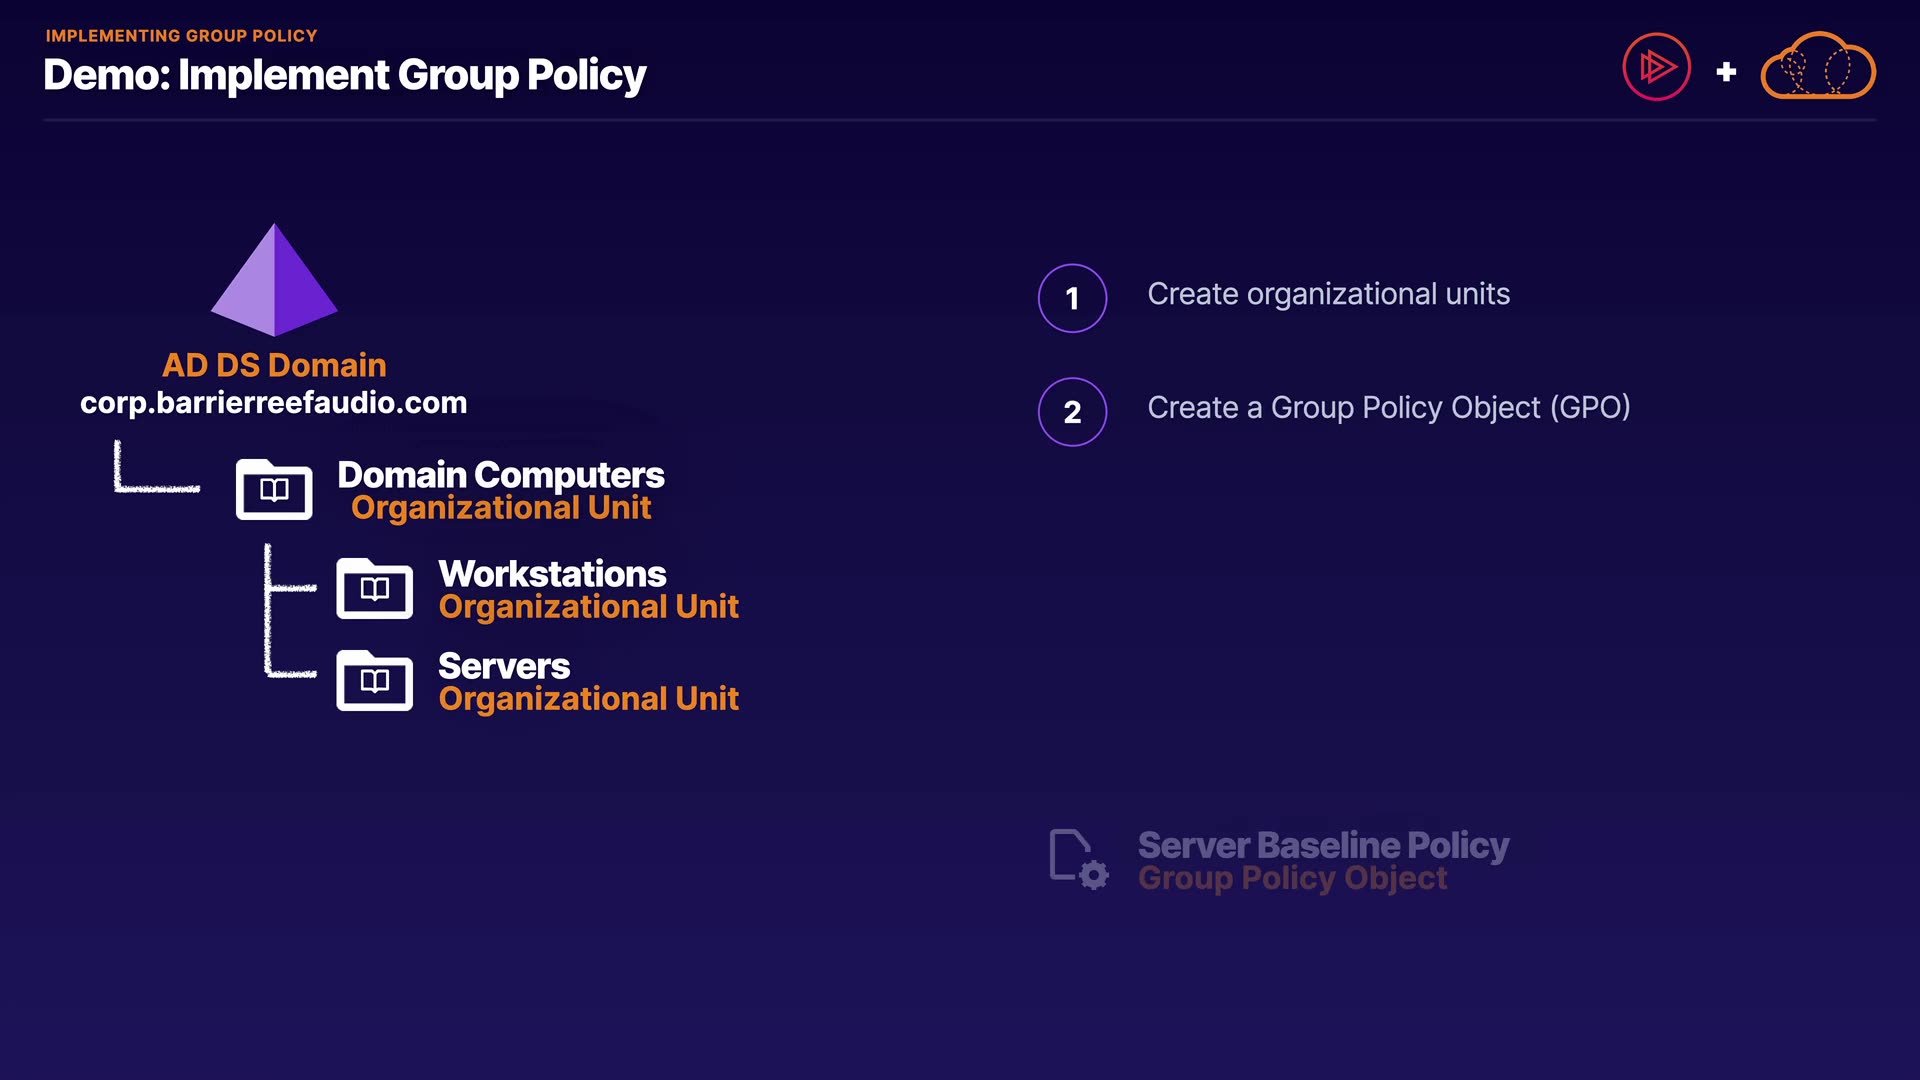 IMPLEMENTING GROUP POLICY
Demo: Implement Group Policy
AD DS Domain
corp.barrierreefaudio.com
Domain Computers
Organizational Unit
Workstations
Organizational Unit
Servers
Organizational Unit
1 Create organizational units
2 Create a Group Policy Object (GPO)
Server Baseline Policy
Group Policy Object